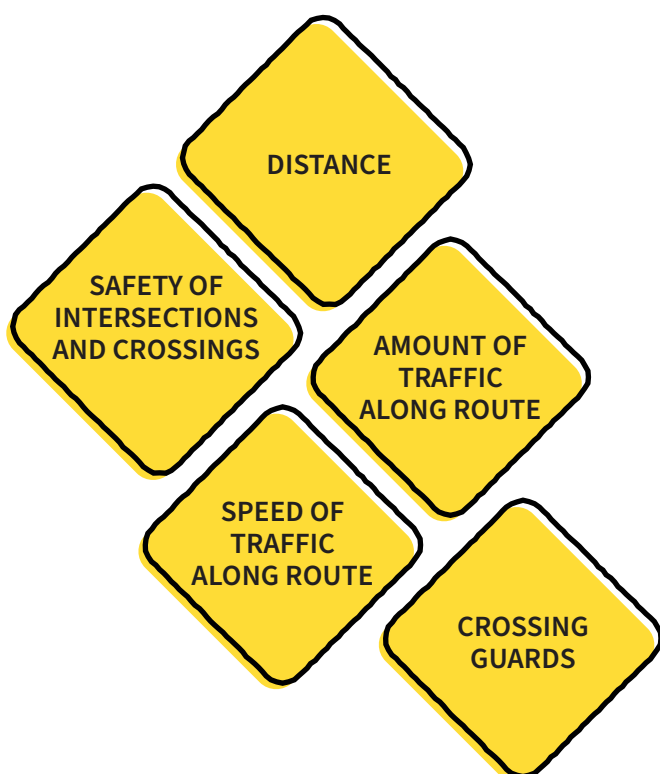 DISTANCE
SAFETY OF
INTERSECTIONS
AND CROSSINGS
AMOUNT OF
TRAFFIC
ALONG ROUTE
SPEED OF
TRAFFIC
ALONG ROUTE
CROSSING
GUARDS